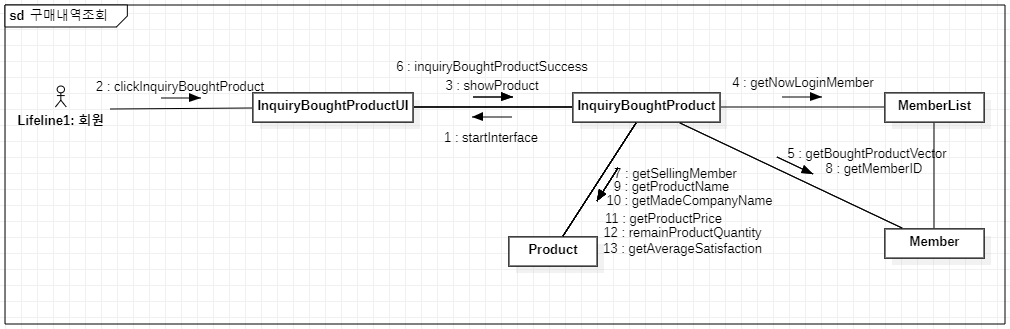 sd 구매내역조회
6 : inquiryBoughtProductSuccess
2 : clickInquiryBoughtProduct
3 : showProduct
4 : getNowLoginMember
InquiryBoughtProductUI
InquiryBoughtProduct
MemberList
Lifeline1: 회원
1 : startInterface
5 : getBoughtProductVector
8 : getMemberID
7 : getSellingMember
9 : getProductName
10 : getMadeCompanyName
11 : getProductPrice
12 : remainProductQuantity
13 : getAverageSatisfaction
Product
Member